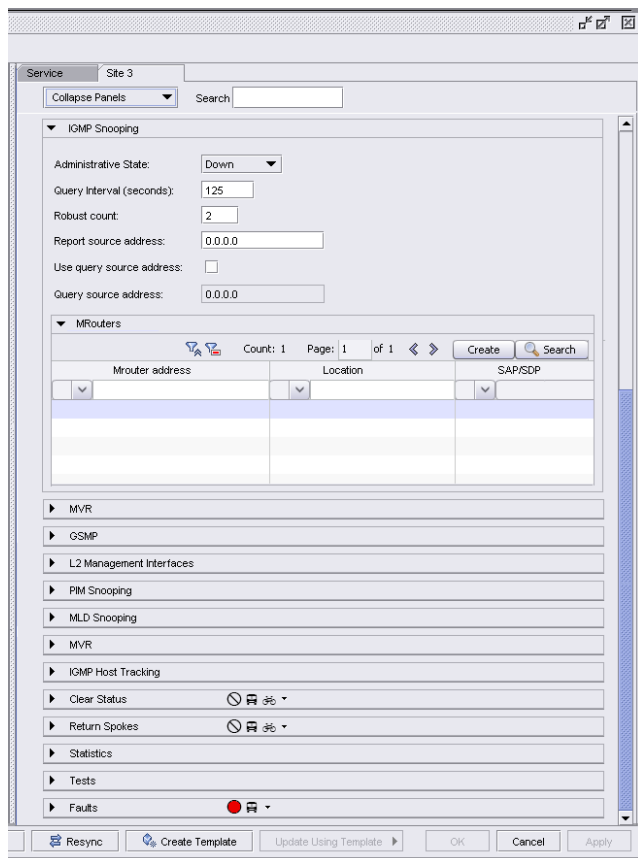 Service Site 3
Collapse Panels Search
IGMP Snooping
Administrative State: Down
Query Interval (seconds): 125
Robust count: 2
Report source address: 0.0.0.0
Use query source address:
Query source address: 0.0.0.0
MRouters
Count: 1 Page: 1 of 1 Create Search
Mrouter address Location SAP/SDP
MVR
GSMP
L2 Management Interfaces
PIM Snooping
MLD Snooping
MVR
IGMP Host Tracking
Clear Status
Return Spokes
Statistics
Tests
Faults
Resync Create Template Update Using Template OK Cancel Apply